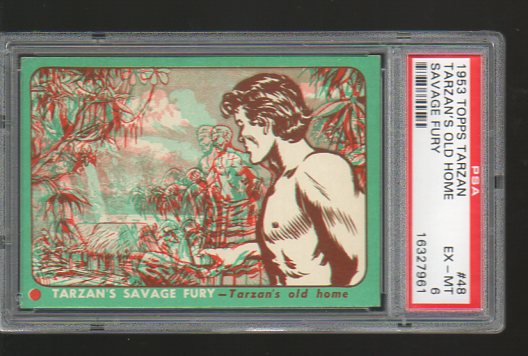 TARZAN'S SAVAGE FURY — Tarzan's old home
1953 TOPPS TARZAN #48
TARZAN'S OLD HOME EX – MT
SAVAGE FURY 6
PSA 16327961